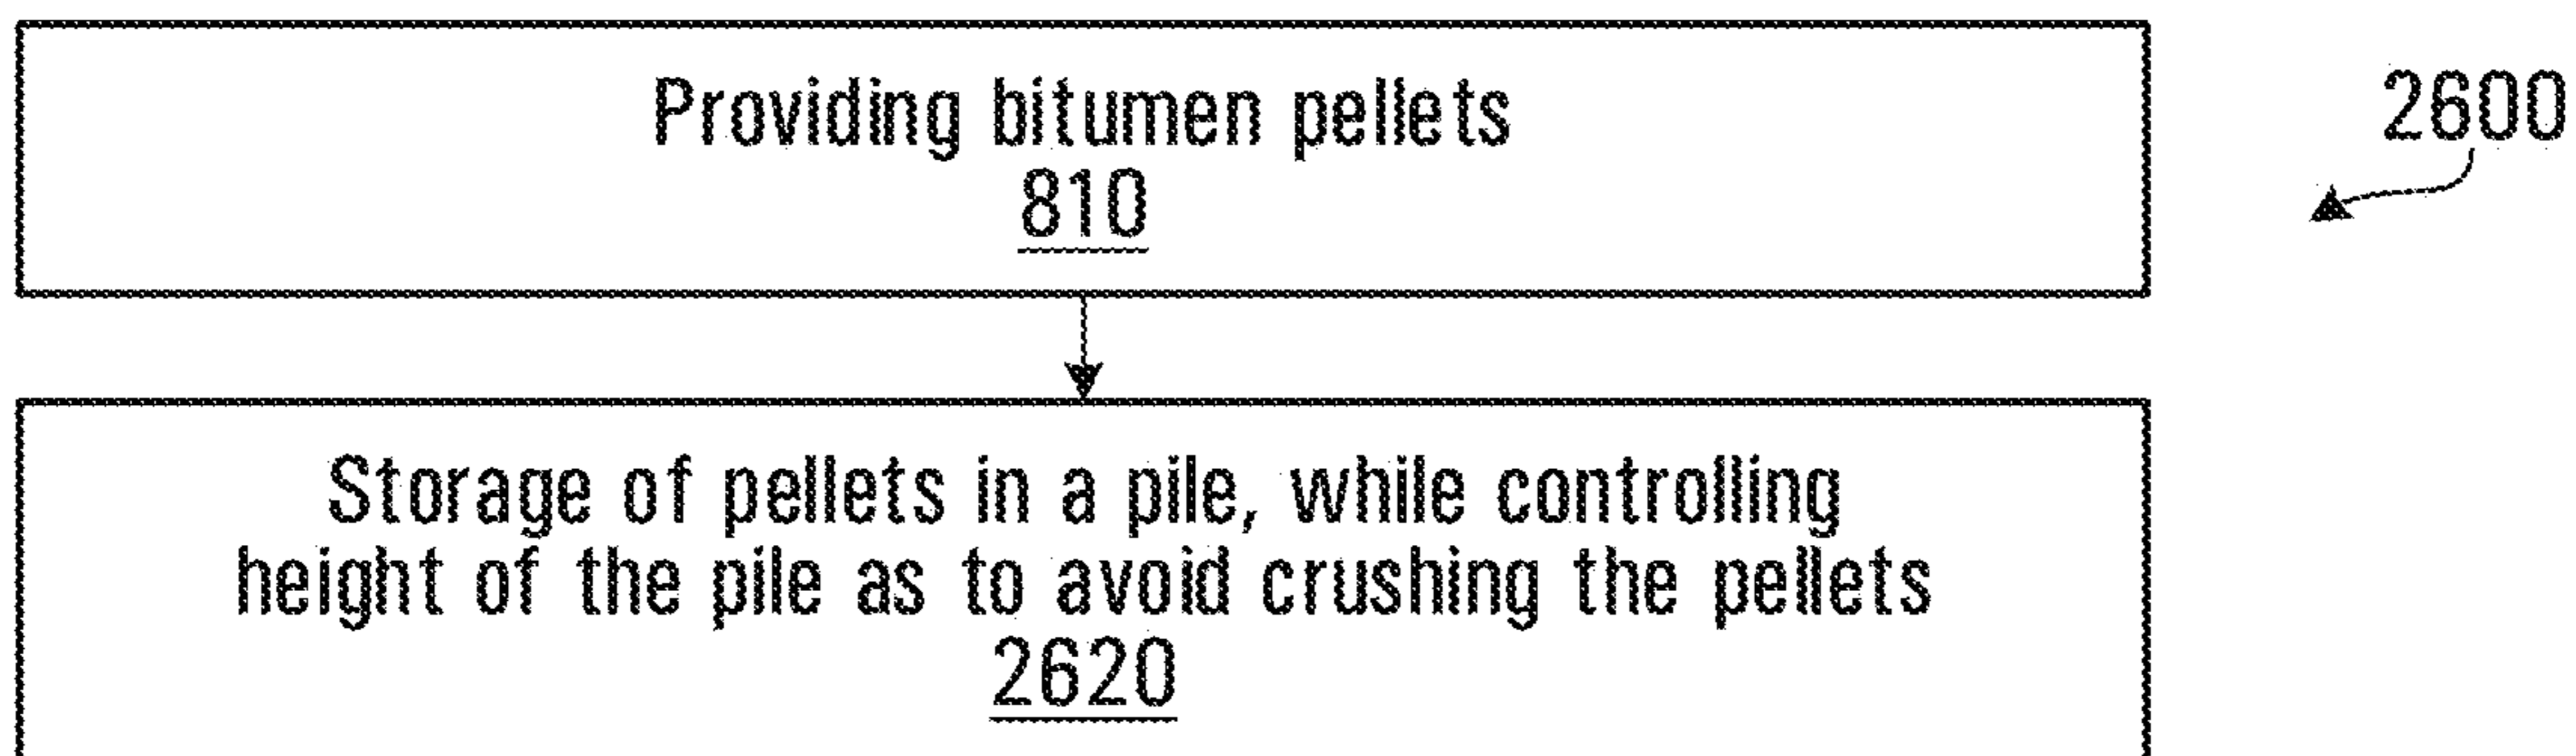 Providing bitumen pellets
810
2600
Storage of pellets in a pile, while controlling
height of the pile as to avoid crushing the pellets
2620